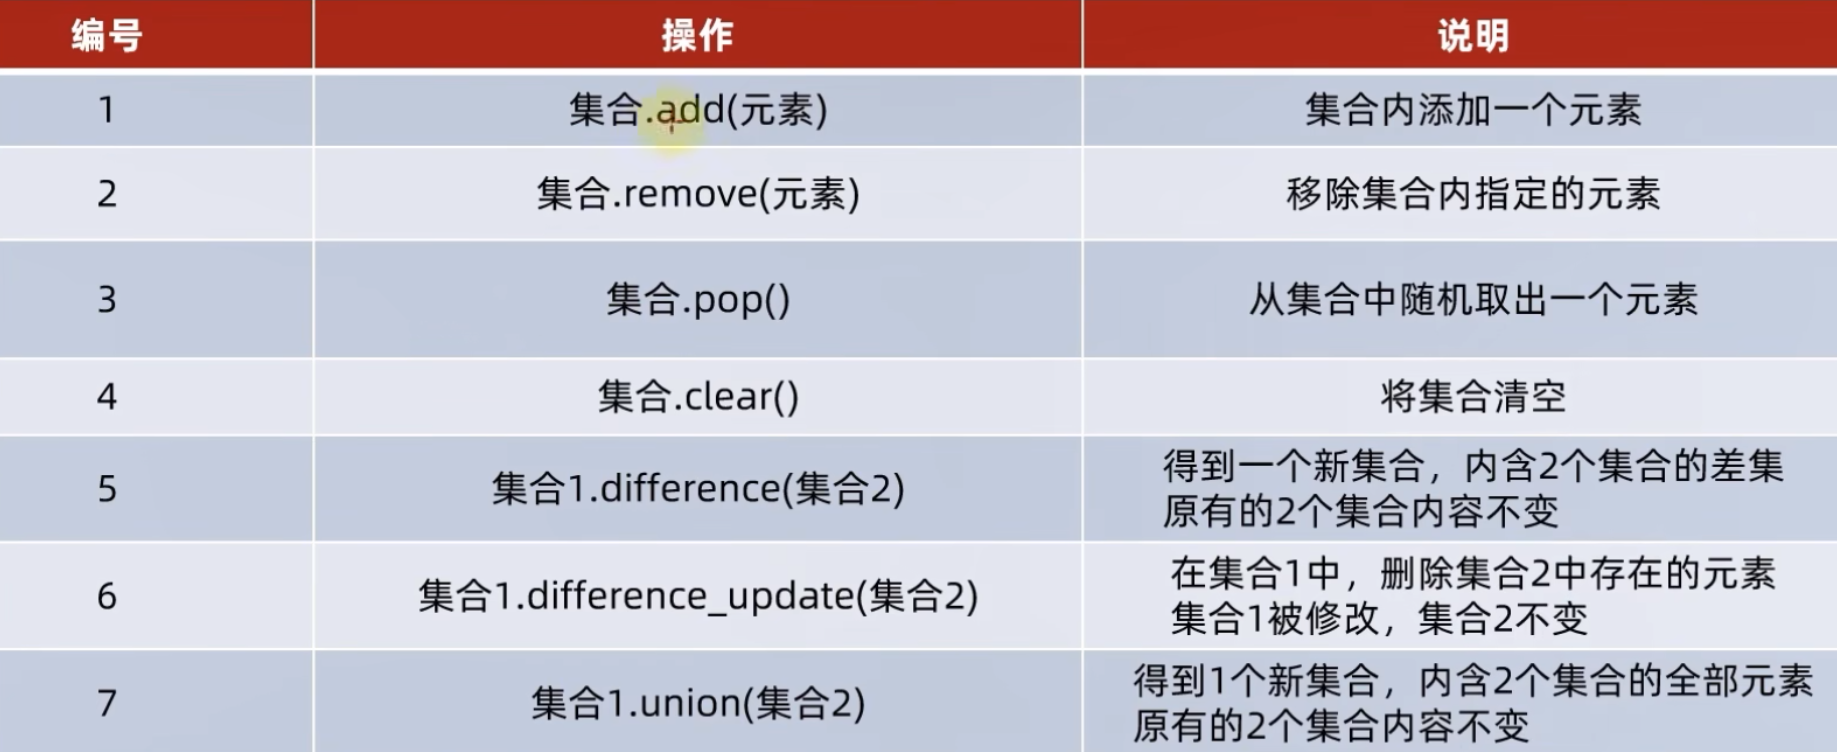 编号 操作 说明
1 集合.add(元素) 集合内添加一个元素
2 集合.remove(元素) 移除集合内指定的元素
3 集合.pop() 从集合中随机取出一个元素
4 集合.clear() 将集合清空
5 集合1.difference(集合2) 得到一个新集合，内含2个集合的差集
原有的2个集合内容不变
6 集合1.difference_update(集合2) 在集合1中，删除集合2中存在的元素
集合1被修改，集合2不变
7 集合1.union(集合2) 得到1个新集合，内含2个集合的全部元素
原有的2个集合内容不变